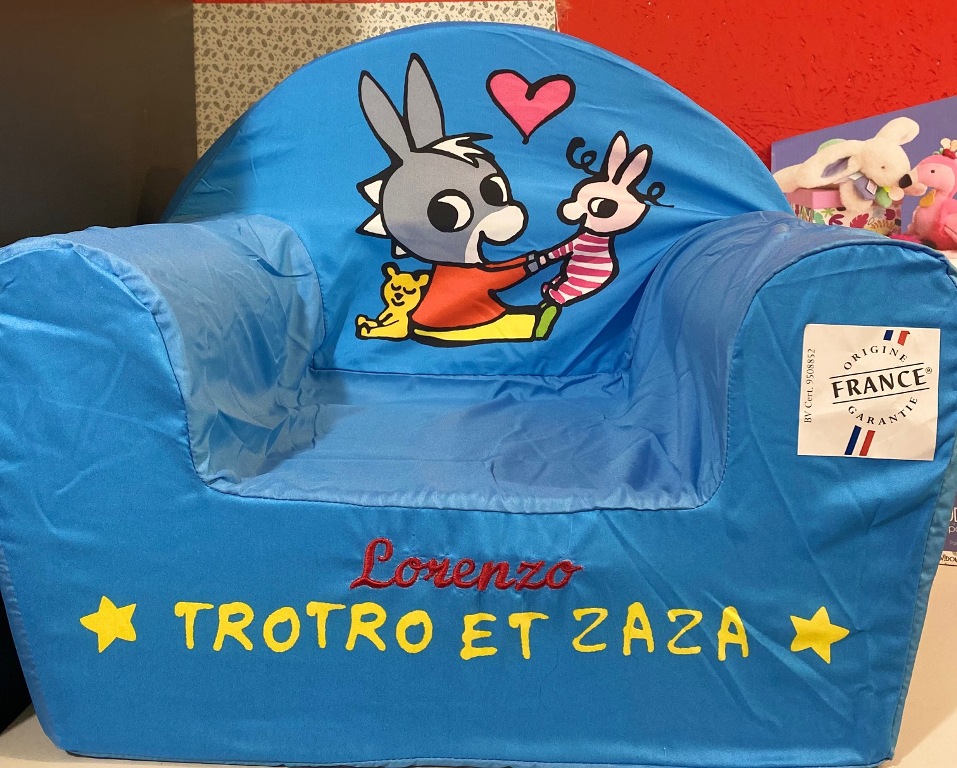 BV Cert. 9508852
ORIGINE
FRANCE®
GARANTIE
Lorenzo
TROTRO ET ZAZA